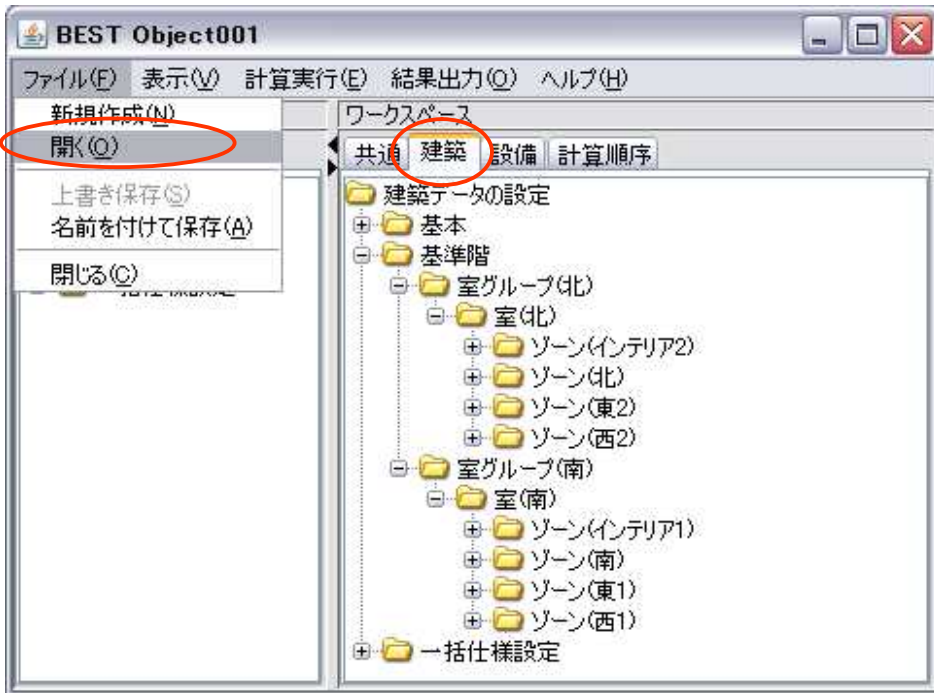 BEST Object001
ファイル(F) 表示(V) 計算実行(E) 結果出力(O) ヘルプ(H)
新規作成(N)
開く(O)
上書き保存(S)
名前を付けて保存(A)
閉じる(C)
ワークスペース
共通 建築 設備 計算順序
建築データの設定
基本
基準階
室グループ(北)
室(北)
ゾーン(インテリア2)
ゾーン(北)
ゾーン(東2)
ゾーン(西2)
室グループ(南)
室(南)
ゾーン(インテリア1)
ゾーン(南)
ゾーン(東1)
ゾーン(西1)
一括仕様設定